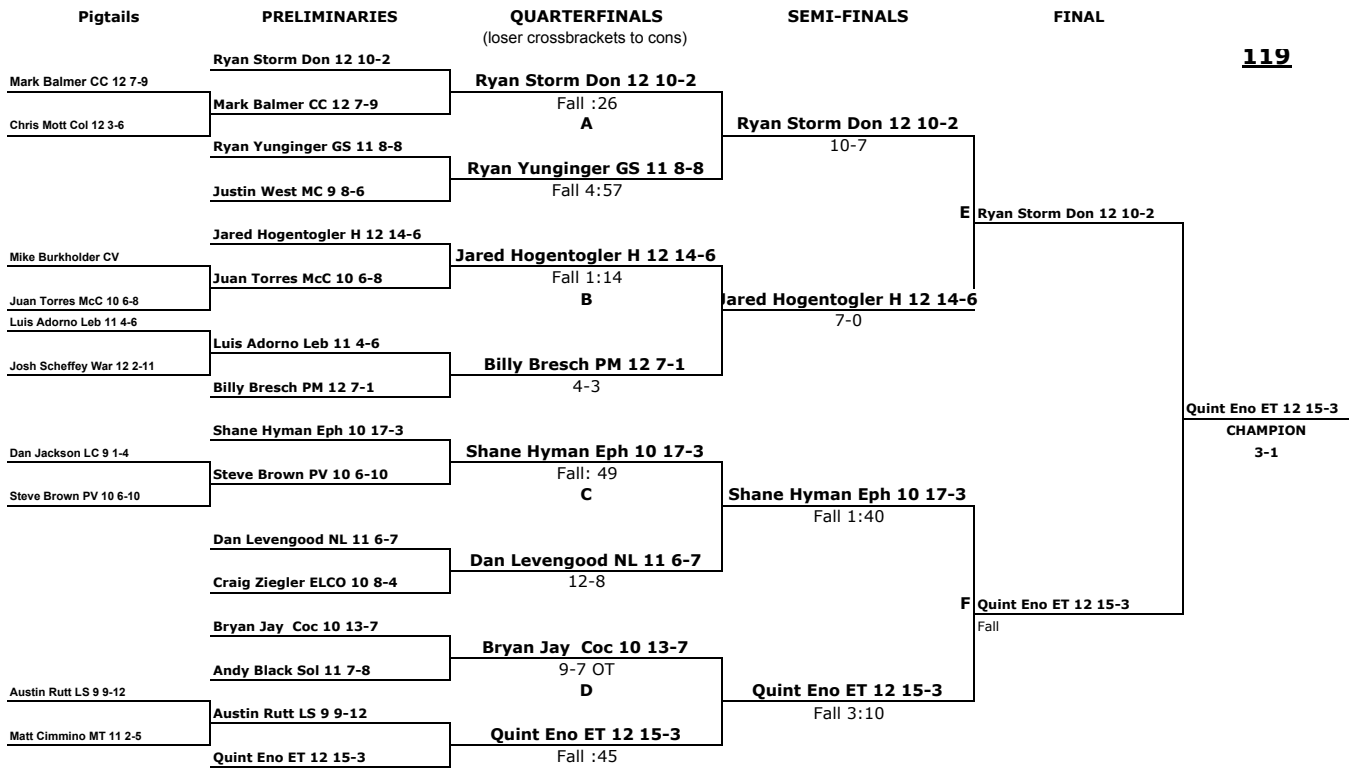 Pigtails
PRELIMINARIES
QUARTERFINALS
(loser crossbrackets to cons)
SEMI-FINALS
FINAL
119
Mark Balmer CC 12 7-9
Chris Mott Col 12 3-6
Mike Burkholder CV
Juan Torres McC 10 6-8
Luis Adorno Leb 11 4-6
Josh Scheffey War 12 2-11
Dan Jackson LC 9 1-4
Steve Brown PV 10 6-10
Austin Rutt LS 9 9-12
Matt Cimmino MT 11 2-5
Ryan Storm Don 12 10-2
Mark Balmer CC 12 7-9
Ryan Yunginger GS 11 8-8
Justin West MC 9 8-6
Jared Hogentogler H 12 14-6
Juan Torres McC 10 6-8
Luis Adorno Leb 11 4-6
Billy Bresch PM 12 7-1
Shane Hyman Eph 10 17-3
Steve Brown PV 10 6-10
Dan Levengood NL 11 6-7
Craig Ziegler ELCO 10 8-4
Bryan Jay  Coc 10 13-7
Andy Black Sol 11 7-8
Austin Rutt LS 9 9-12
Quint Eno ET 12 15-3
Ryan Storm Don 12 10-2
Fall :26
A
Ryan Yunginger GS 11 8-8
Fall 4:57
Jared Hogentogler H 12 14-6
Fall 1:14
B
Billy Bresch PM 12 7-1
4-3
Shane Hyman Eph 10 17-3
Fall: 49
C
Dan Levengood NL 11 6-7
12-8
Bryan Jay  Coc 10 13-7
9-7 OT
D
Quint Eno ET 12 15-3
Fall :45
Ryan Storm Don 12 10-2
10-7
Jared Hogentogler H 12 14-6
7-0
Shane Hyman Eph 10 17-3
Fall 1:40
Quint Eno ET 12 15-3
Fall 3:10
E Ryan Storm Don 12 10-2
F Quint Eno ET 12 15-3
Fall
Quint Eno ET 12 15-3
CHAMPION
3-1